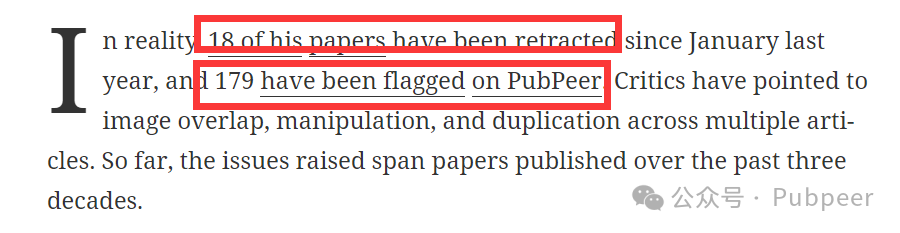 In reality, 18 of his papers have been retracted since January last
year, and 179 have been flagged on PubPeer. Critics have pointed to
image overlap, manipulation, and duplication across multiple arti-
cles. So far, the issues raised span papers published over the past three
decades.
公众号 · Pubpeer